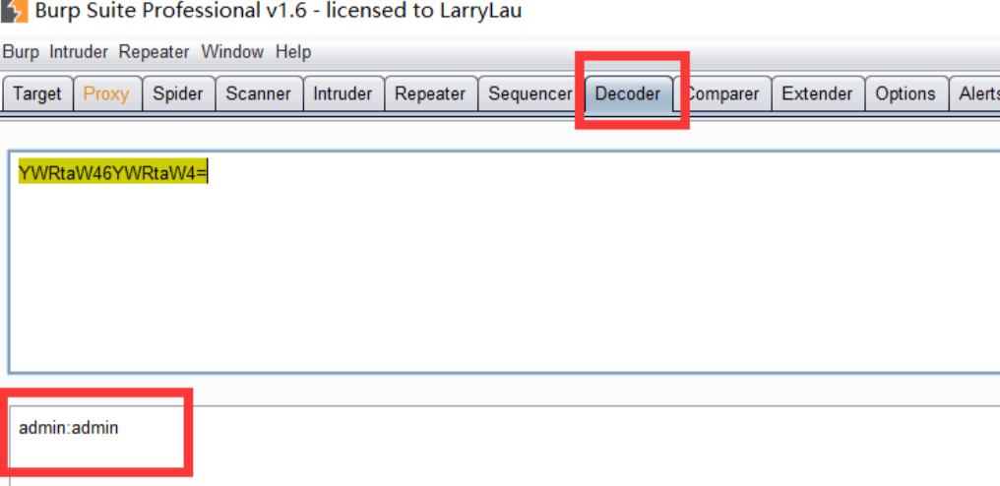 Burp Suite Professional v1.6 - licensed to LarryLau
Burp Intruder Repeater Window Help
Target Proxy Spider Scanner Intruder Repeater Sequencer Decoder Comparer Extender Options Alerts
YWRtaW46YWRtaW4=
admin:admin